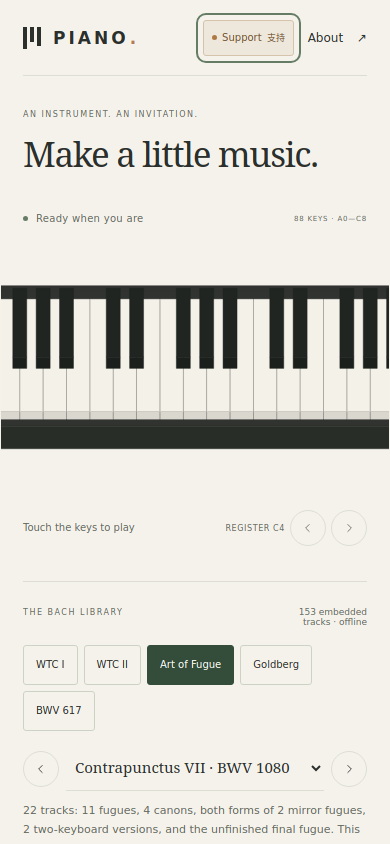 PIANO.
Support 支持
About ↗
AN INSTRUMENT. AN INVITATION.
Make a little music.
Ready when you are
88 KEYS · A0—C8
Touch the keys to play
REGISTER C4
THE BACH LIBRARY
153 embedded
tracks · offline
WTC I
WTC II
Art of Fugue
Goldberg
BWV 617
Contrapunctus VII · BWV 1080
22 tracks: 11 fugues, 4 canons, both forms of 2 mirror fugues,
2 two-keyboard versions, and the unfinished final fugue. This